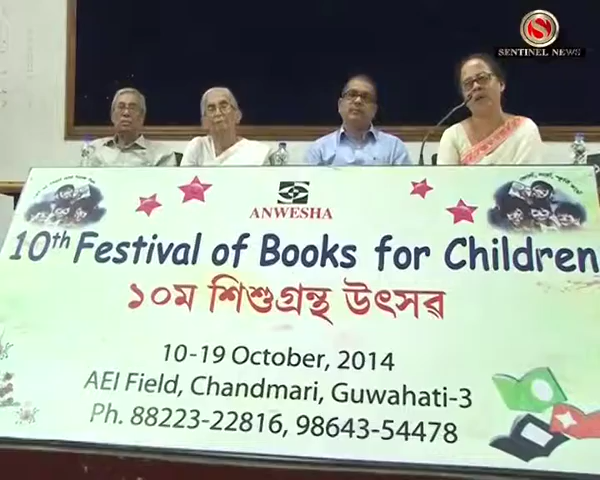 SENTINEL NEWS
ANWESHA
10th Festival of Books for Children
১০ম শিশুগ্ৰন্থ উৎসৱ
10-19 October, 2014
AEI Field, Chandmari, Guwahati-3
Ph. 88223-22816, 98643-54478